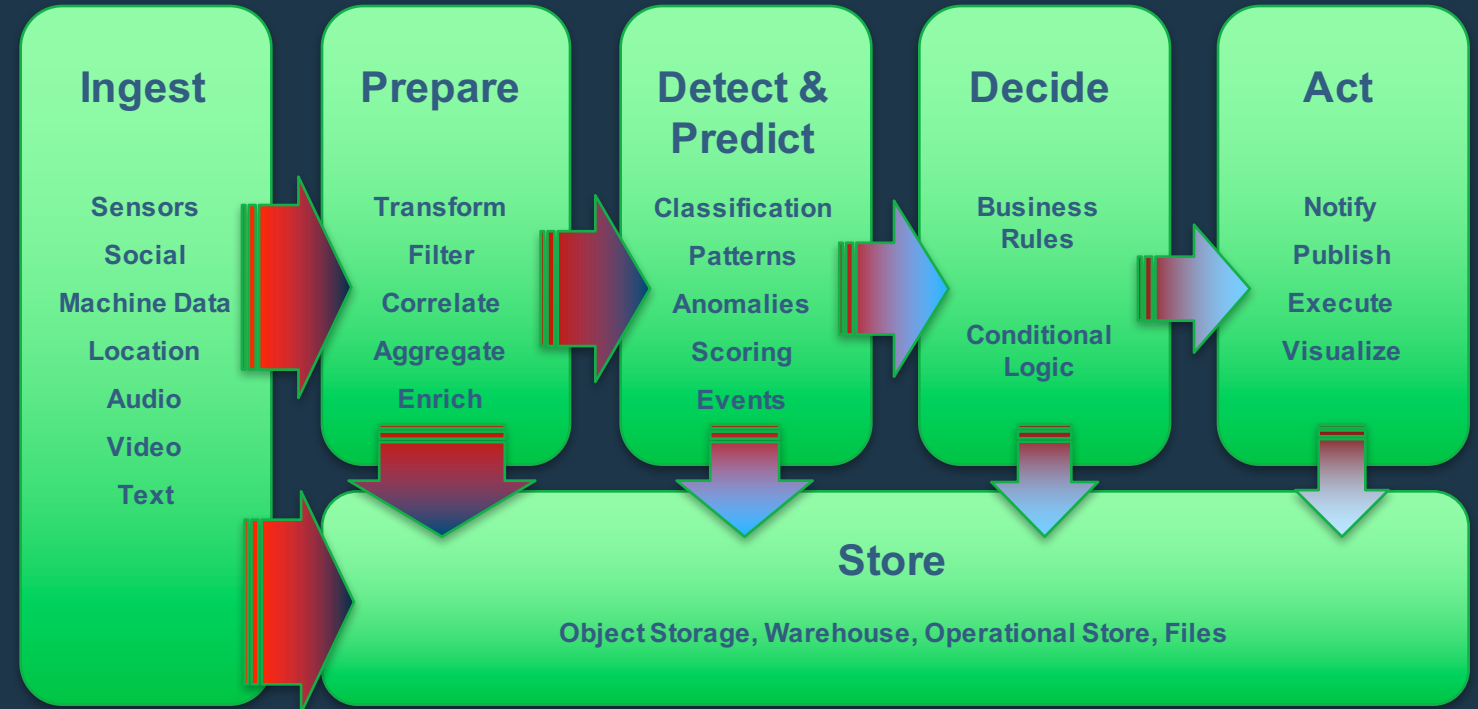 Ingest
Sensors
Social
Machine Data
Location
Audio
Video
Text
Prepare
Transform
Filter
Correlate
Aggregate
Enrich
Detect &
Predict
Classification
Patterns
Anomalies
Scoring
Events
Decide
Business
Rules
Conditional
Logic
Act
Notify
Publish
Execute
Visualize
Store
Object Storage, Warehouse, Operational Store, Files